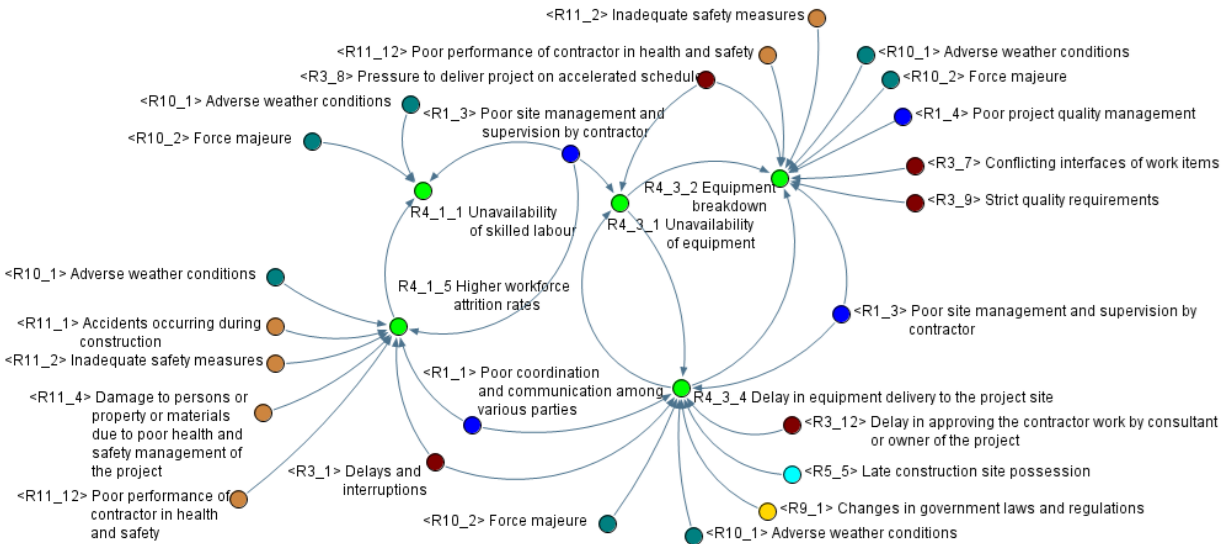 <R11_2> Inadequate safety measures
<R11_12> Poor performance of contractor in health and safety
<R10_1> Adverse weather conditions
<R3_8> Pressure to deliver project on accelerated schedule
<R10_2> Force majeure
<R10_1> Adverse weather conditions
<R1_3> Poor site management and
supervision by contractor
<R1_4> Poor project quality management
<R10_2> Force majeure
<R3_7> Conflicting interfaces of work items
R4_3_2 Equipment
breakdown
<R3_9> Strict quality requirements
R4_1_1 Unavailability
of skilled labour
R4_3_1 Unavailability
of equipment
<R10_1> Adverse weather conditions
R4_1_5 Higher workforce
attrition rates
<R11_1> Accidents occurring during
construction
<R1_3> Poor site management and supervision by
contractor
<R11_2> Inadequate safety measures
<R1_1> Poor coordination
and communication among
various parties
R4_3_4 Delay in equipment delivery to the project site
<R11_4> Damage to persons or
property or materials
due to poor health and
safety management of
the project
<R3_12> Delay in approving the contractor work by consultant
or owner of the project
<R3_1> Delays and
interruptions
<R5_5> Late construction site possession
<R11_12> Poor performance of
contractor in health
and safety
<R9_1> Changes in government laws and regulations
<R10_2> Force majeure
<R10_1> Adverse weather conditions